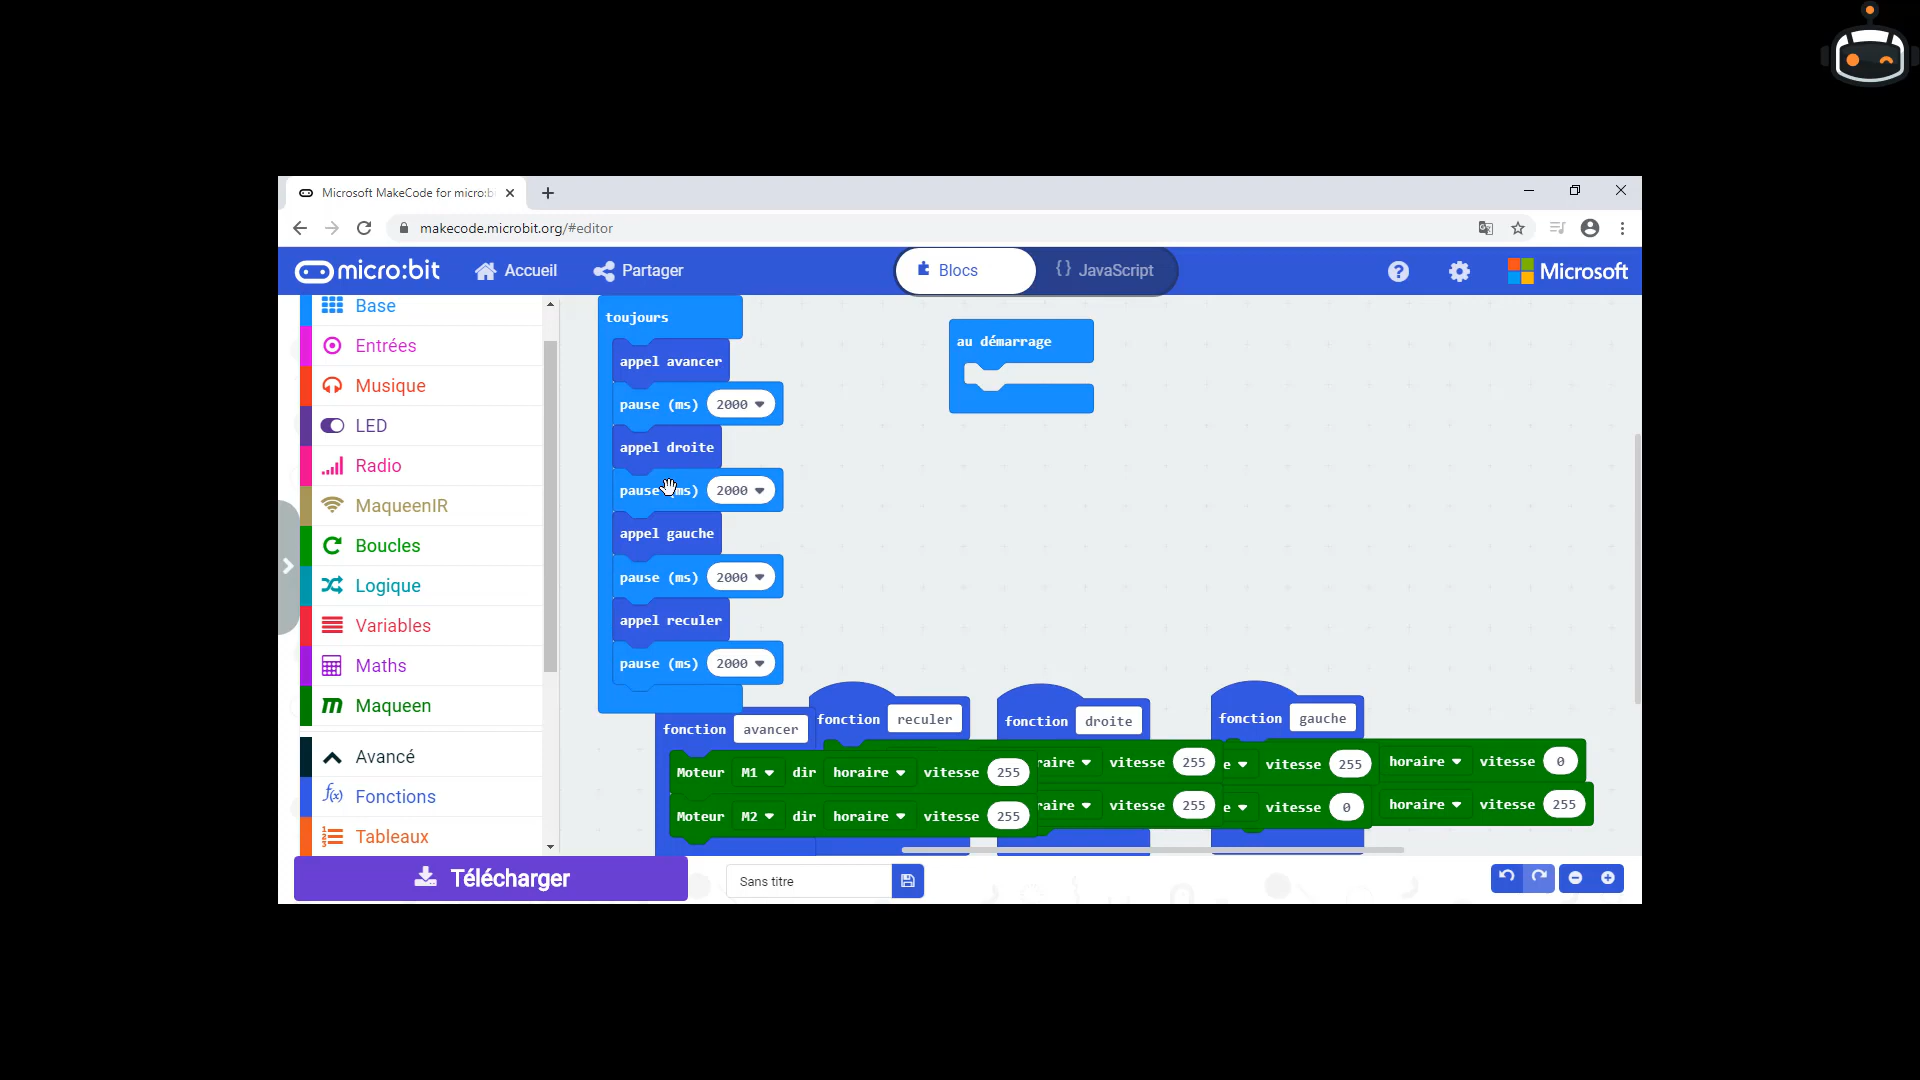 Microsoft MakeCode for micro:b
makecode.microbit.org/#editor
micro:bit
Accueil
Partager
Blocs
{} JavaScript
Microsoft
Base
Entrées
Musique
LED
Radio
MaqueenIR
Boucles
Logique
Variables
Maths
Maqueen
Avancé
Fonctions
Tableaux
toujours
appel avancer
pause (ms) 2000
appel droite
pause (ms) 2000
appel gauche
pause (ms) 2000
appel reculer
pause (ms) 2000
au démarrage
fonction avancer
Moteur M1 dir horaire vitesse 255
Moteur M2 dir horaire vitesse 255
fonction reculer
raire vitesse 255
raire vitesse 255
fonction droite
e vitesse 255
e vitesse 0
fonction gauche
horaire vitesse 0
horaire vitesse 255
Télécharger
Sans titre